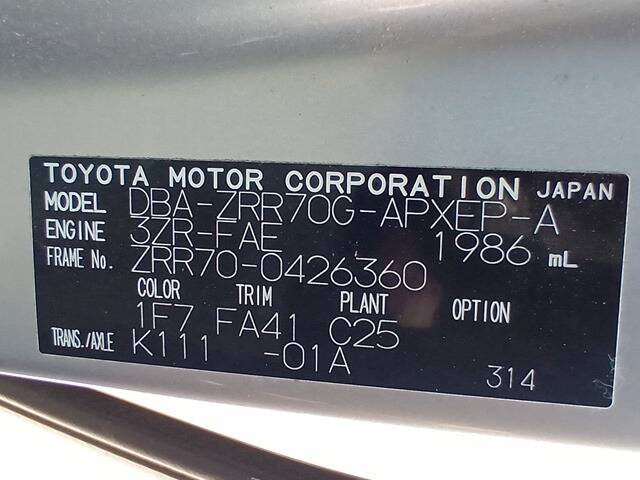 TOYOTA MOTOR CORPORATION JAPAN
MODEL DBA-ZRR70G-APXEP-A
ENGINE 3ZR-FAE 1986 mL
FRAME No. ZRR70-0426360
COLOR TRIM PLANT OPTION
1F7 FA41 C25
TRANS./AXLE K111 -01A
314